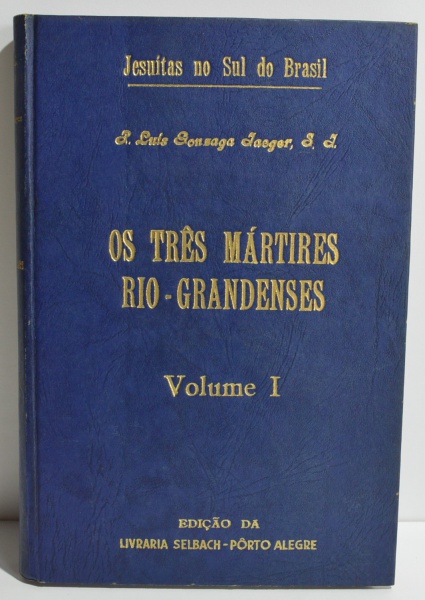 Jesuítas no Sul do Brasil
P. Luís Gonzaga Jaeger, S. J.
OS TRÊS MÁRTIRES
RIO-GRANDENSES
Volume I
EDIÇÃO DA
LIVRARIA SELBACH-PÔRTO ALEGRE